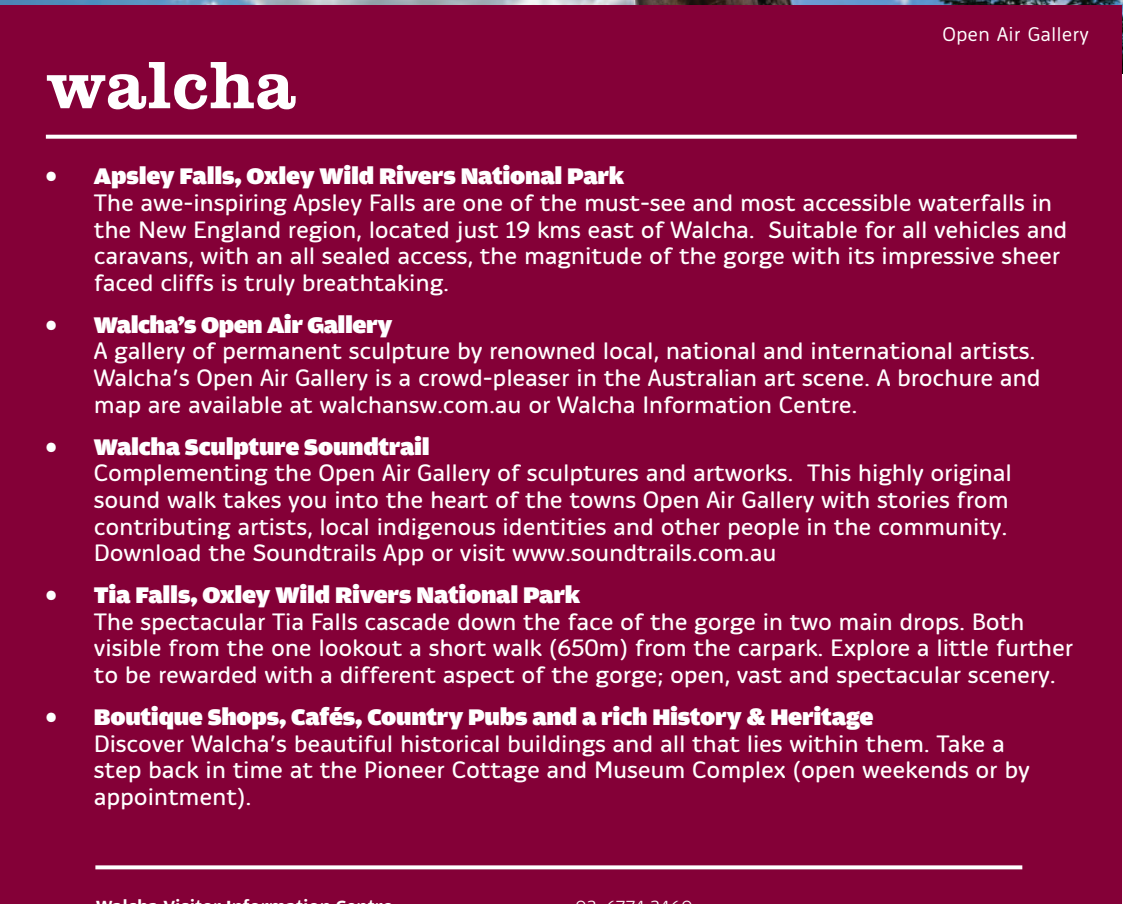 Open Air Gallery
walcha
• Apsley Falls, Oxley Wild Rivers National Park
The awe-inspiring Apsley Falls are one of the must-see and most accessible waterfalls in
the New England region, located just 19 kms east of Walcha.  Suitable for all vehicles and
caravans, with an all sealed access, the magnitude of the gorge with its impressive sheer
faced cliffs is truly breathtaking.
• Walcha’s Open Air Gallery
A gallery of permanent sculpture by renowned local, national and international artists.
Walcha’s Open Air Gallery is a crowd-pleaser in the Australian art scene. A brochure and
map are available at walchansw.com.au or Walcha Information Centre.
• Walcha Sculpture Soundtrail
Complementing the Open Air Gallery of sculptures and artworks.  This highly original
sound walk takes you into the heart of the towns Open Air Gallery with stories from
contributing artists, local indigenous identities and other people in the community.
Download the Soundtrails App or visit www.soundtrails.com.au
• Tia Falls, Oxley Wild Rivers National Park
The spectacular Tia Falls cascade down the face of the gorge in two main drops. Both
visible from the one lookout a short walk (650m) from the carpark. Explore a little further
to be rewarded with a different aspect of the gorge; open, vast and spectacular scenery.
• Boutique Shops, Cafés, Country Pubs and a rich History & Heritage
Discover Walcha’s beautiful historical buildings and all that lies within them. Take a
step back in time at the Pioneer Cottage and Museum Complex (open weekends or by
appointment).
Walcha Visitor Information Centre